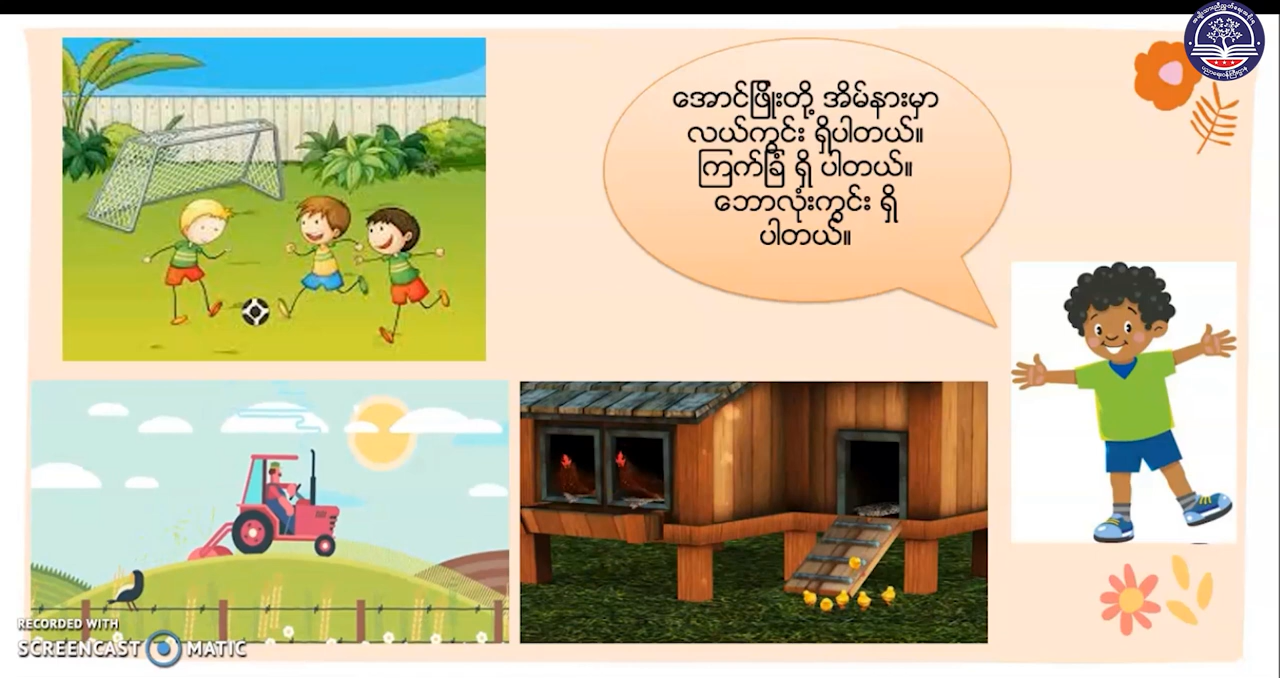 အောင်ဖြိုးတို့ အိမ်နားမှာ
လယ်ကွင်း ရှိပါတယ်။
ကြက်ခြံ ရှိ ပါတယ်။
ဘောလုံးကွင်း ရှိ
ပါတယ်။
RECORDED WITH
SCREENCAST MATIC